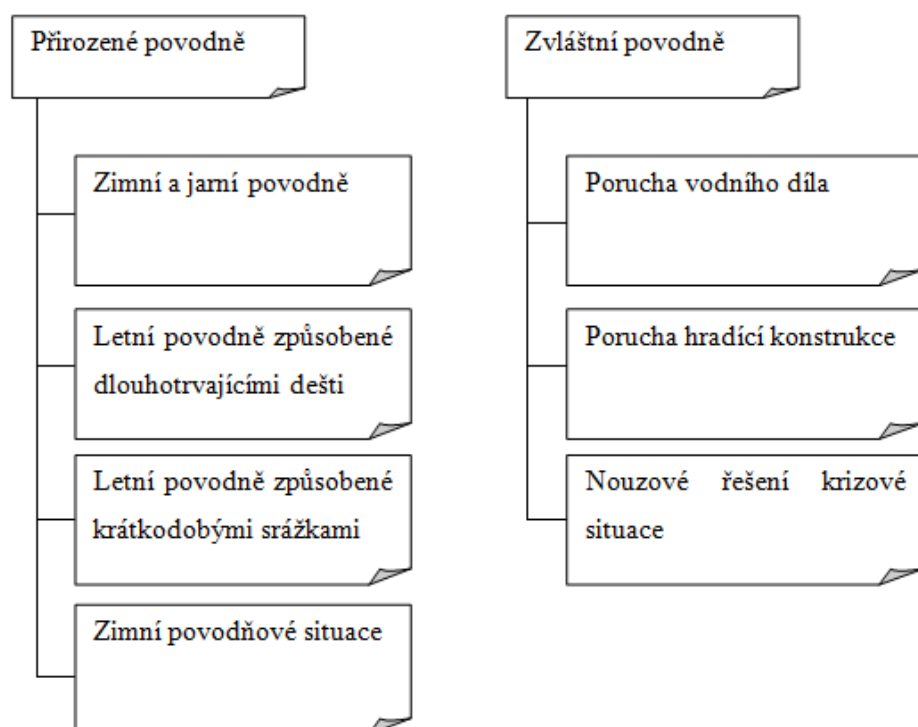 Přirozené povodně
Zimní a jarní povodně
Letní povodně způsobené
dlouhotrvajícími dešti
Letní povodně způsobené
krátkodobými srážkami
Zimní povodňové situace
Zvláštní povodně
Porucha vodního díla
Porucha hradící konstrukce
Nouzové řešení krizové
situace